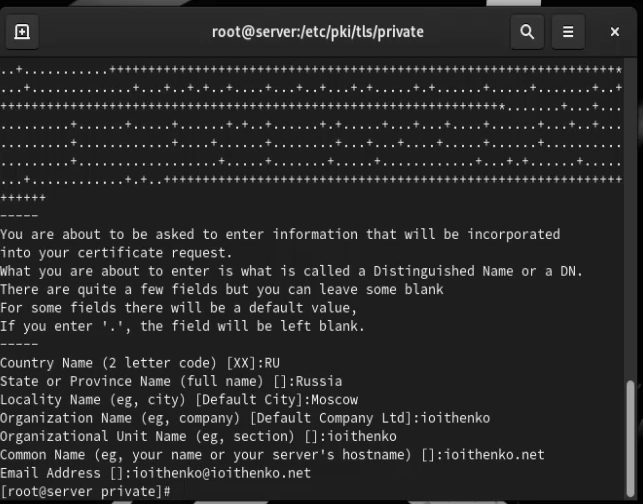 root@server:/etc/pki/tls/private
..+...........++++++++++++++++++++++++++++++++++++++++++++++++++++++++++++++++++*
...+.............+...+..+.+..+...+.+...+..+.+......+.+......+.....+.......+..+
+++++++++++++++++++++++++++++++++++++++++++++++++++++++++++++++++*.......+...+...
.........+......+.....+......+.+..+.......+.+.....+...+..+...+....+......+...+..+.
.........+.....+...........+......+.......+...+..+...+....+......+......+..........
.........+..................+.....+......+.....+............+...+.+.......+.....
...+............+.+..+++++++++++++++++++++++++++++++++++++++++++++++++++++++++++
++++++
-----
You are about to be asked to enter information that will be incorporated
into your certificate request.
What you are about to enter is what is called a Distinguished Name or a DN.
There are quite a few fields but you can leave some blank
For some fields there will be a default value,
If you enter '.', the field will be left blank.
-----
Country Name (2 letter code) [XX]:RU
State or Province Name (full name) []:Russia
Locality Name (eg, city) [Default City]:Moscow
Organization Name (eg, company) [Default Company Ltd]:ioithenko
Organizational Unit Name (eg, section) []:ioithenko
Common Name (eg, your name or your server's hostname) []:ioithenko.net
Email Address []:ioithenko@ioithenko.net
[root@server private]#